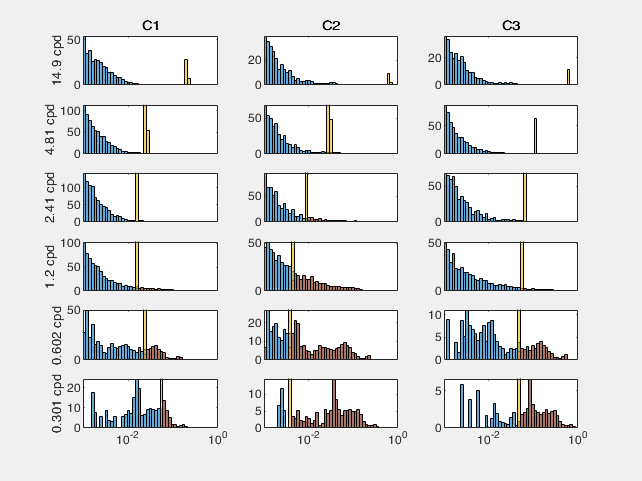 C1 C2 C3
14.9 cpd 50 0 20 0 20 0
4.81 cpd 100 50 0 50 0 50 0
2.41 cpd 100 50 0 50 0 50 0
1.2 cpd 100 50 0 50 0 50 0
0.602 cpd 50 0 20 10 0 10 5 0
0.301 cpd 20 10 0 10 5 0 5 0
10^-2 10^0 10^-2 10^0 10^-2 10^0